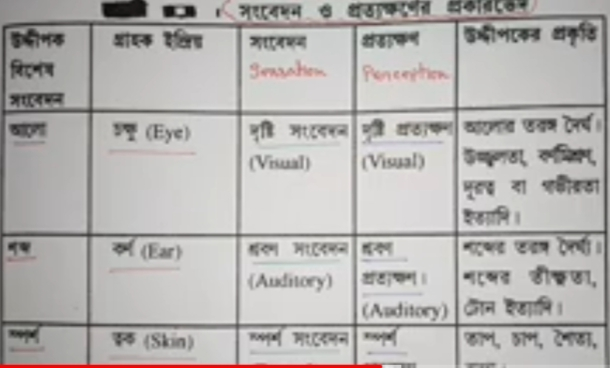 সংবেদন ও প্রত্যক্ষণের প্রকারভেদ
উদ্দীপক
বিশেষ
সংবেদন
গ্রাহক ইন্দ্রিয়
সংবেদন
Sensation
প্রত্যক্ষণ
Perception
উদ্দীপকের প্রকৃতি
আলো
চক্ষু (Eye)
দৃষ্টি সংবেদন
(Visual)
দৃষ্টি প্রত্যক্ষণ
(Visual)
আলোর তরঙ্গ দৈর্ঘ্য।
উজ্জ্বলতা,
দূরত্ব বা গভীরতা
ইত্যাদি।
শব্দ
কর্ণ (Ear)
শ্রবণ সংবেদন
(Auditory)
শ্রবণ
প্রত্যক্ষণ।
(Auditory)
শব্দের তরঙ্গ দৈর্ঘ্য।
শব্দের তীক্ষ্ণতা,
টোন ইত্যাদি।
স্পর্শ
ত্বক (Skin)
স্পর্শ সংবেদন
স্পর্শ
তাপ, চাপ, শৈত্য,